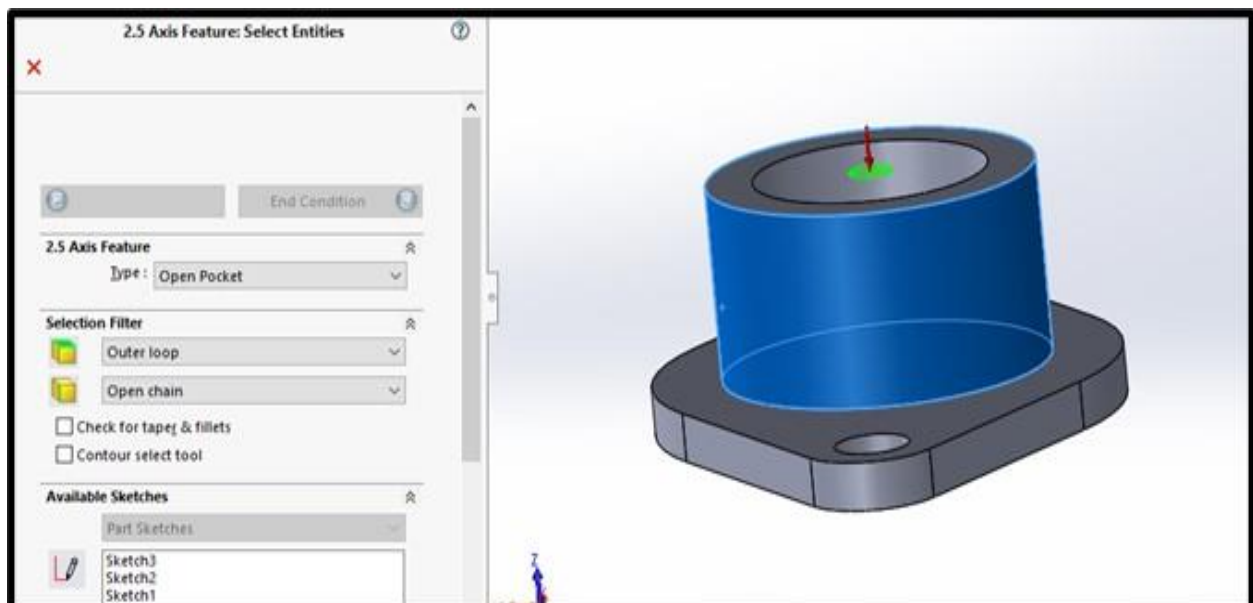 2.5 Axis Feature: Select Entities
End Condition
2.5 Axis Feature
Type : Open Pocket
Selection Filter
Outer loop
Open chain
Check for taper & fillets
Contour select tool
Available Sketches
Part Sketches
Sketch3
Sketch2
Sketch1
Z